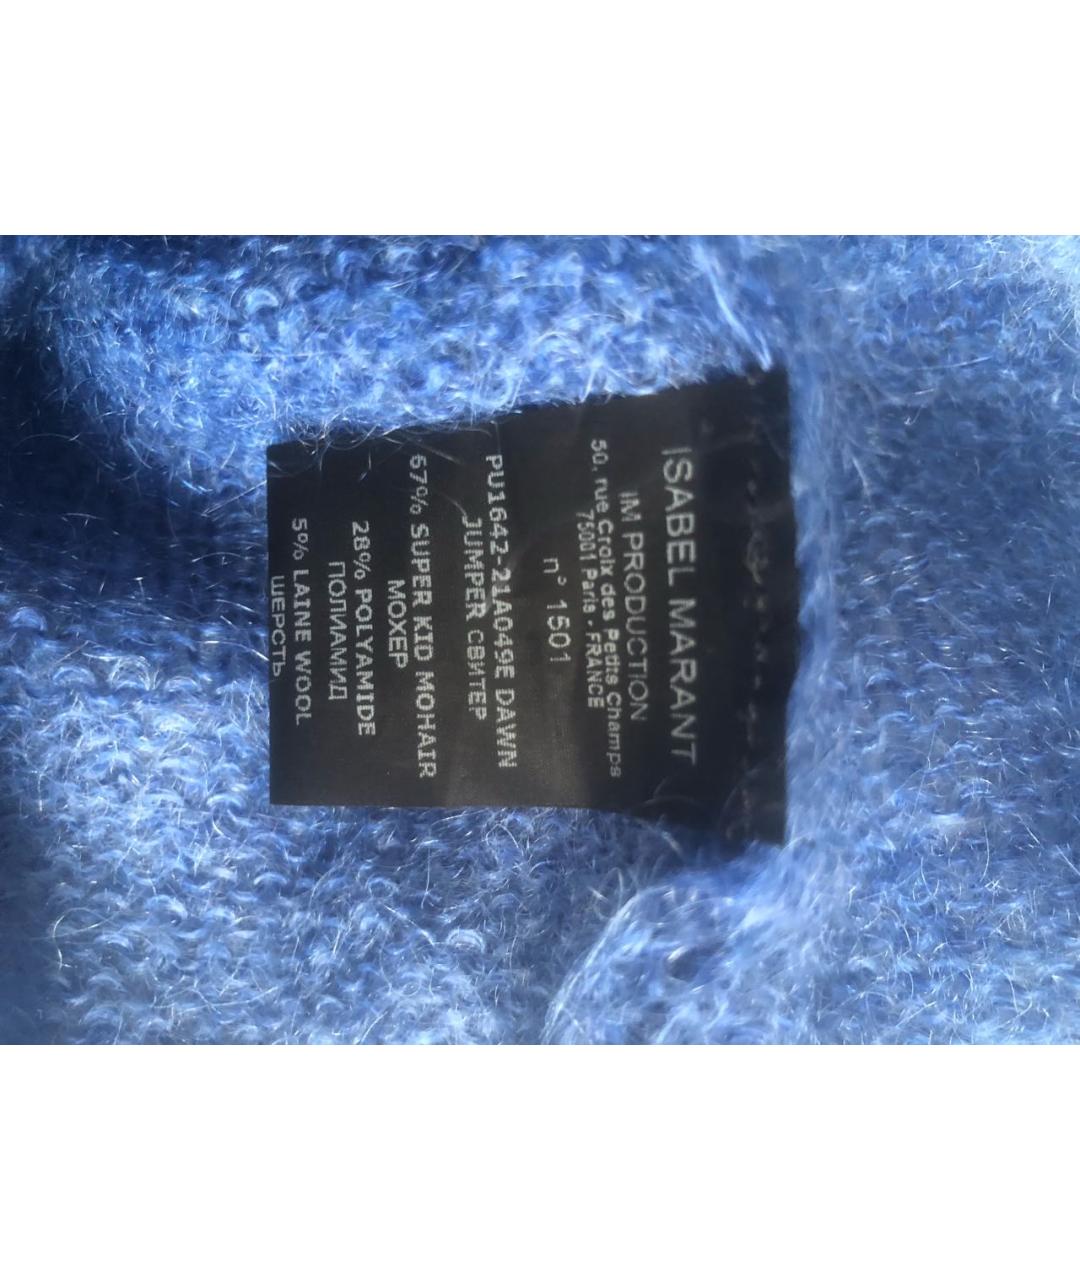 ISABEL MARANT
IM PRODUCTION
50, rue Croix des Petits Champs
75001 Paris - FRANCE
n° 1501
PU1642-21A049E DAWN
JUMPER СВИТЕР
67% SUPER KID MOHAIR
МОХЕР
28% POLYAMIDE
ПОЛИАМИД
5% LAINE WOOL
ШЕРСТЬ